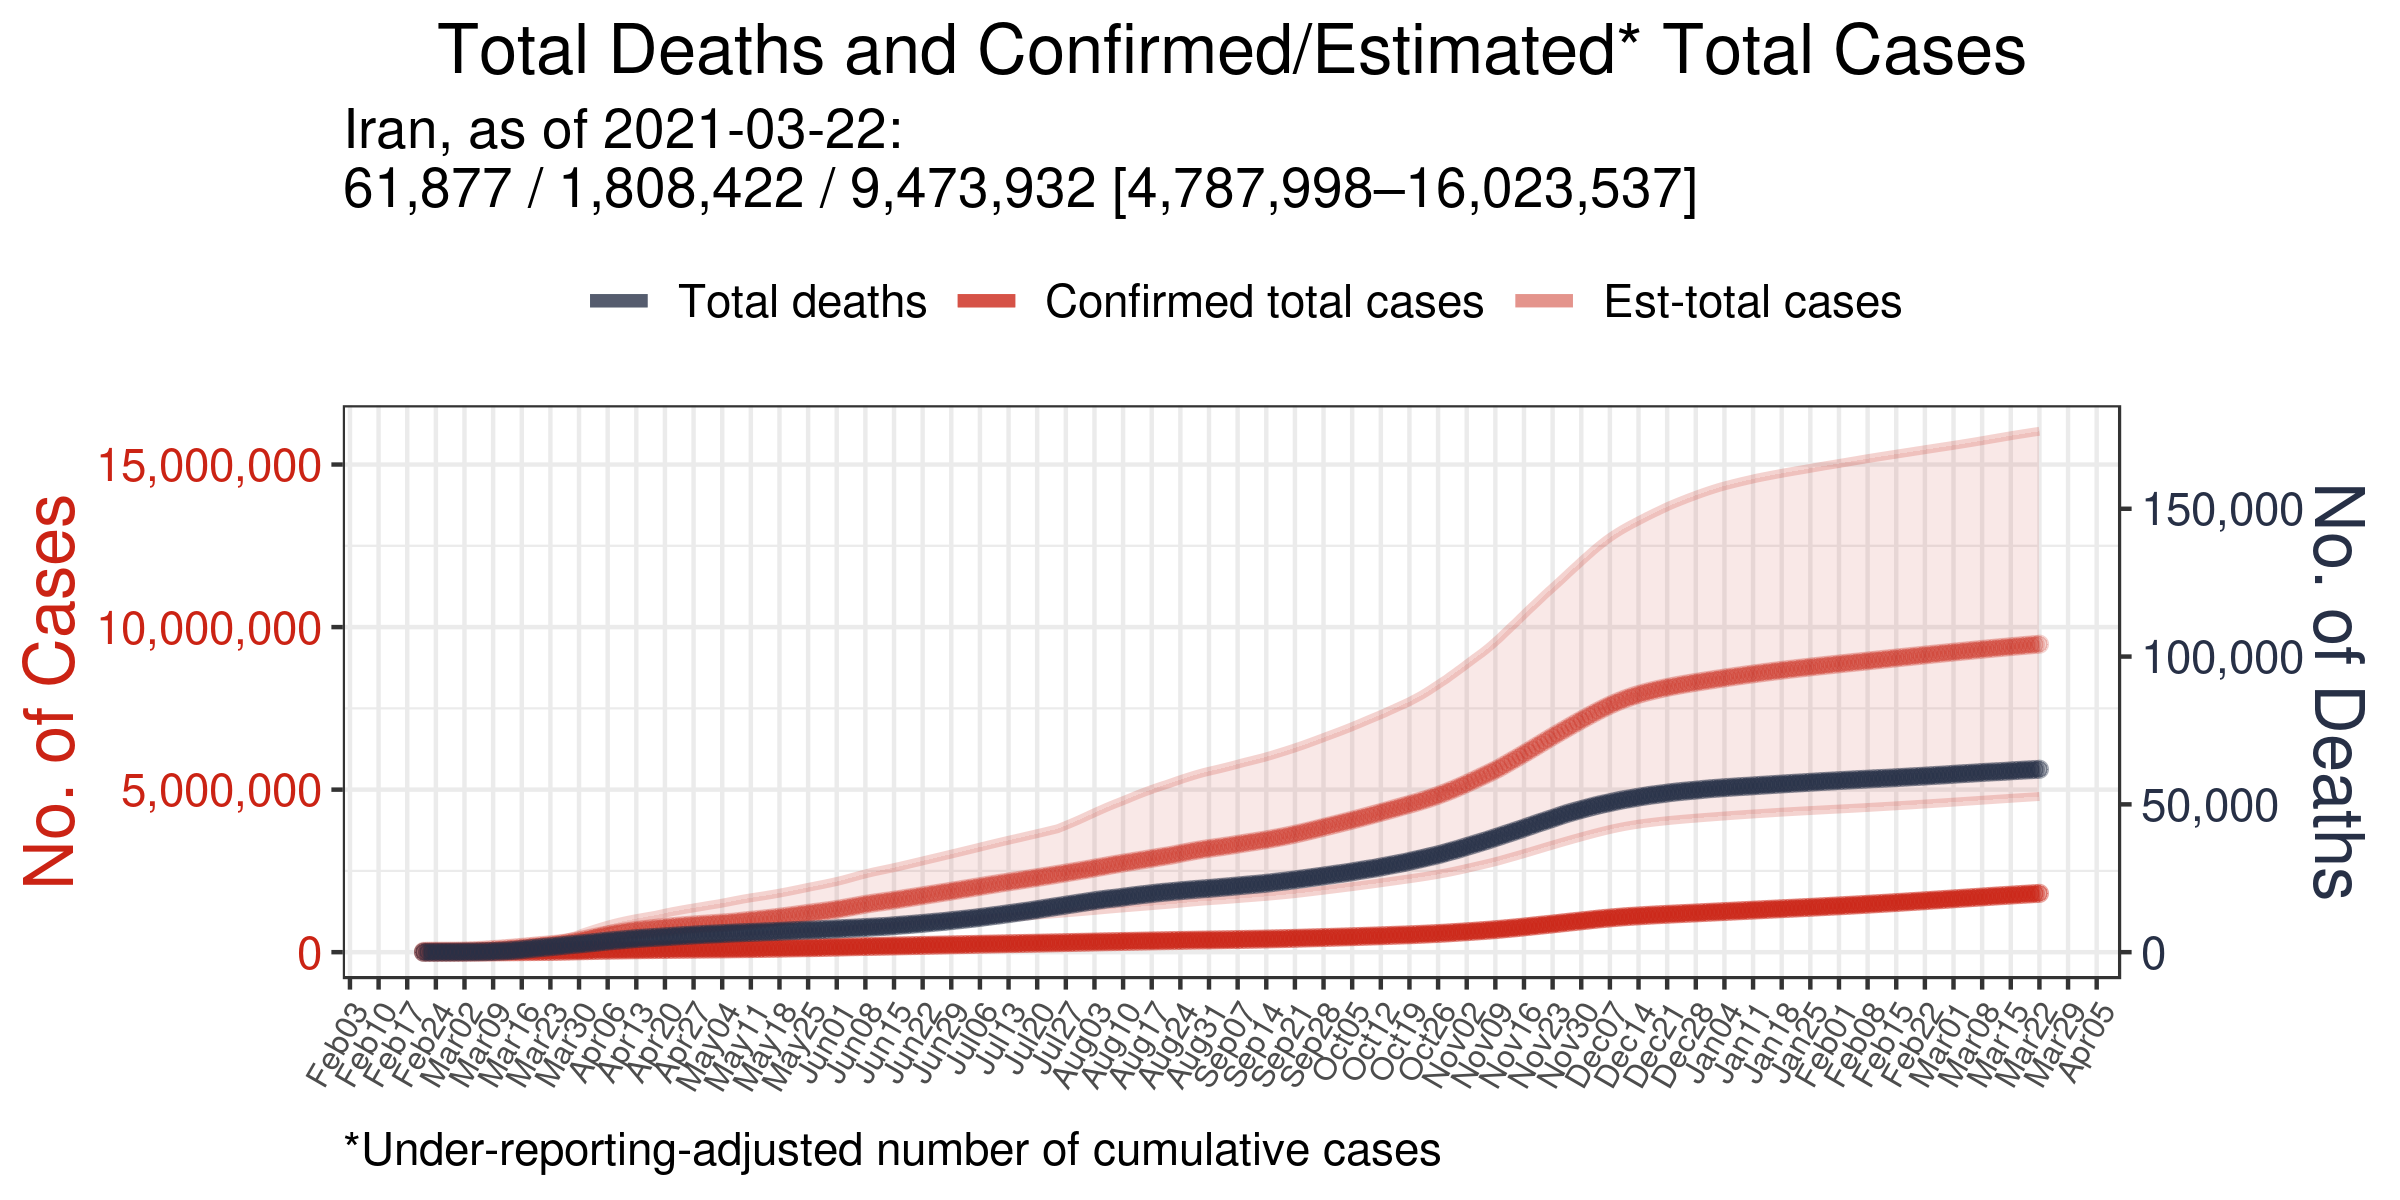 Total Deaths and Confirmed/Estimated* Total Cases
Iran, as of 2021-03-22:
61,877 / 1,808,422 / 9,473,932 [4,787,998–16,023,537]
Total deaths
Confirmed total cases
Est-total cases
No. of Cases
15,000,000
10,000,000
5,000,000
0
150,000
100,000
50,000
0
No. of Deaths
Feb03
Feb10
Feb17
Feb24
Mar02
Mar09
Mar16
Mar23
Mar30
Apr06
Apr13
Apr20
Apr27
May04
May11
May18
May25
Jun01
Jun08
Jun15
Jun22
Jun29
Jul06
Jul13
Jul20
Jul27
Aug03
Aug10
Aug17
Aug24
Aug31
Sep07
Sep14
Sep21
Sep28
Oct05
Oct12
Oct19
Oct26
Nov02
Nov09
Nov16
Nov23
Nov30
Dec07
Dec14
Dec21
Dec28
Jan04
Jan11
Jan18
Jan25
Feb01
Feb08
Feb15
Feb22
Mar01
Mar08
Mar15
Mar22
Mar29
Apr05
*Under-reporting-adjusted number of cumulative cases